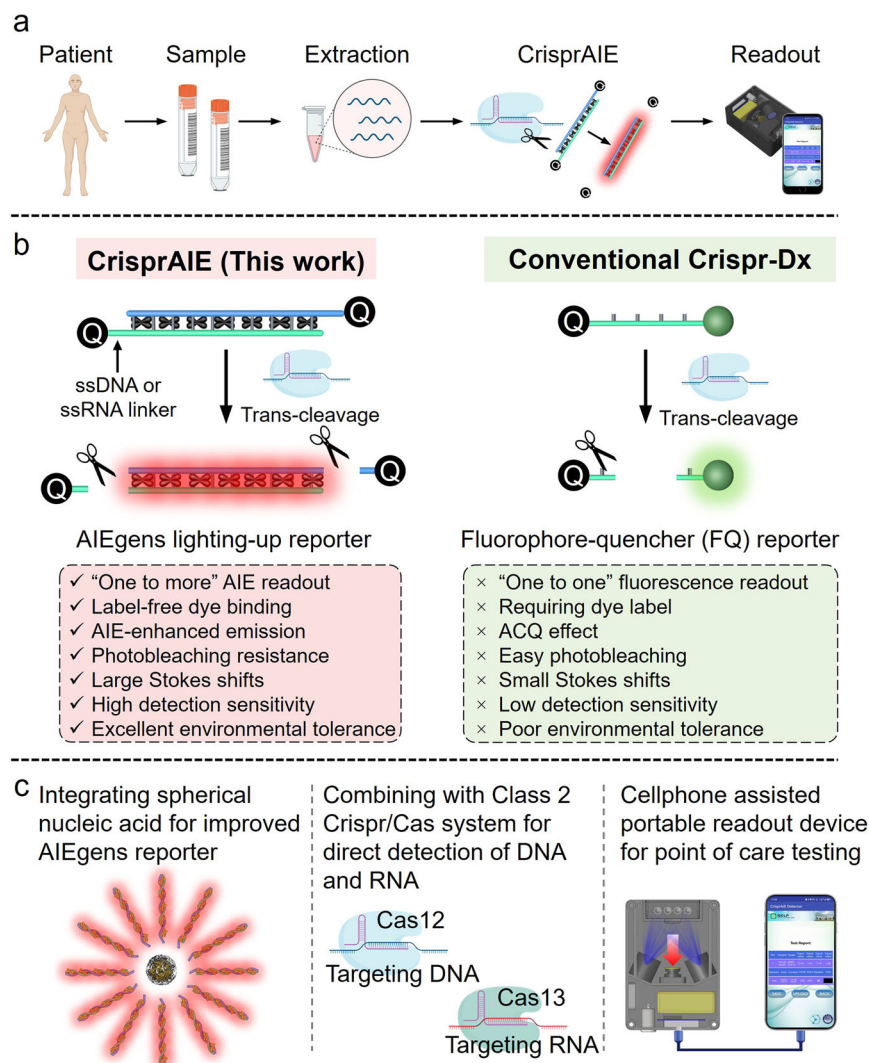 a
Patient
Sample
Extraction
CrisprAIE
Readout
Q
Q
Q
Q
b
CrisprAIE (This work)
Conventional Crispr-Dx
Q
Q
Q
ssDNA or
ssRNA linker
Trans-cleavage
Trans-cleavage
Q
Q
Q
AIEgens lighting-up reporter
Fluorophore-quencher (FQ) reporter
✓ “One to more” AIE readout
✓ Label-free dye binding
✓ AIE-enhanced emission
✓ Photobleaching resistance
✓ Large Stokes shifts
✓ High detection sensitivity
✓ Excellent environmental tolerance
× “One to one” fluorescence readout
× Requiring dye label
× ACQ effect
× Easy photobleaching
× Small Stokes shifts
× Low detection sensitivity
× Poor environmental tolerance
c
Integrating spherical
nucleic acid for improved
AIEgens reporter
Combining with Class 2
Crispr/Cas system for
direct detection of DNA
and RNA
Cas12
Targeting DNA
Cas13
Targeting RNA
Cellphone assisted
portable readout device
for point of care testing
Test Report